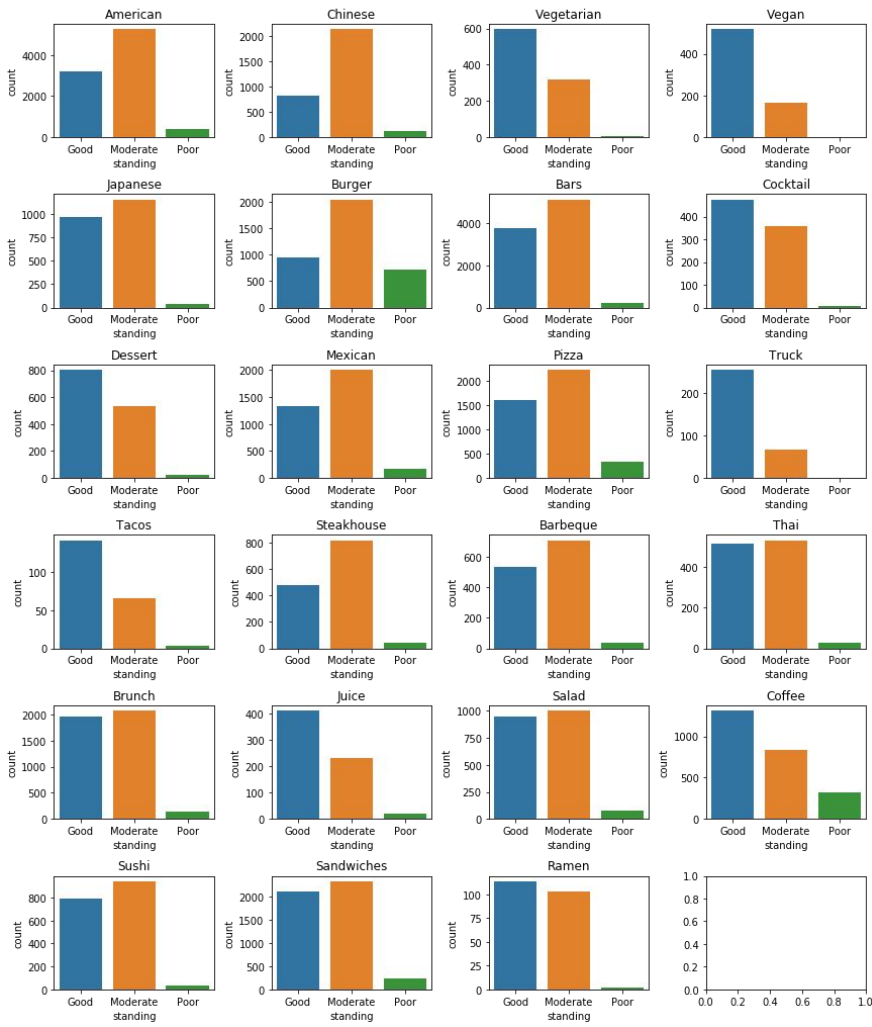 American
Chinese
Vegetarian
Vegan
count
4000
2000
0
Good Moderate Poor
standing
count
2000
1500
1000
500
0
Good Moderate Poor
standing
count
600
400
200
0
Good Moderate Poor
standing
count
400
200
0
Good Moderate Poor
standing
Japanese
Burger
Bars
Cocktail
count
1000
750
500
250
0
Good Moderate Poor
standing
count
2000
1500
1000
500
0
Good Moderate Poor
standing
count
4000
2000
0
Good Moderate Poor
standing
count
400
300
200
100
0
Good Moderate Poor
standing
Dessert
Mexican
Pizza
Truck
count
800
600
400
200
0
Good Moderate Poor
standing
count
2000
1500
1000
500
0
Good Moderate Poor
standing
count
2000
1500
1000
500
0
Good Moderate Poor
standing
count
200
100
0
Good Moderate Poor
standing
Tacos
Steakhouse
Barbeque
Thai
count
100
50
0
Good Moderate Poor
standing
count
800
600
400
200
0
Good Moderate Poor
standing
count
600
400
200
0
Good Moderate Poor
standing
count
400
200
0
Good Moderate Poor
standing
Brunch
Juice
Salad
Coffee
count
2000
1500
1000
500
0
Good Moderate Poor
standing
count
400
300
200
100
0
Good Moderate Poor
standing
count
1000
750
500
250
0
Good Moderate Poor
standing
count
1000
500
0
Good Moderate Poor
standing
Sushi
Sandwiches
Ramen
count
800
600
400
200
0
Good Moderate Poor
standing
count
2000
1500
1000
500
0
Good Moderate Poor
standing
count
100
75
50
25
0
Good Moderate Poor
standing
1.0
0.8
0.6
0.4
0.2
0.0
0.0 0.2 0.4 0.6 0.8 1.0